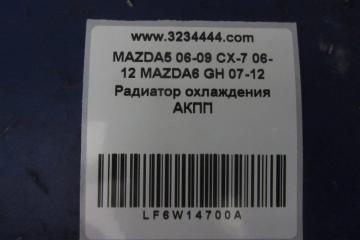 www.3234444.com
MAZDA5 06-09 CX-7 06-
12 MAZDA6 GH 07-12
Радиатор охлаждения
АКПП
LF6W14700A